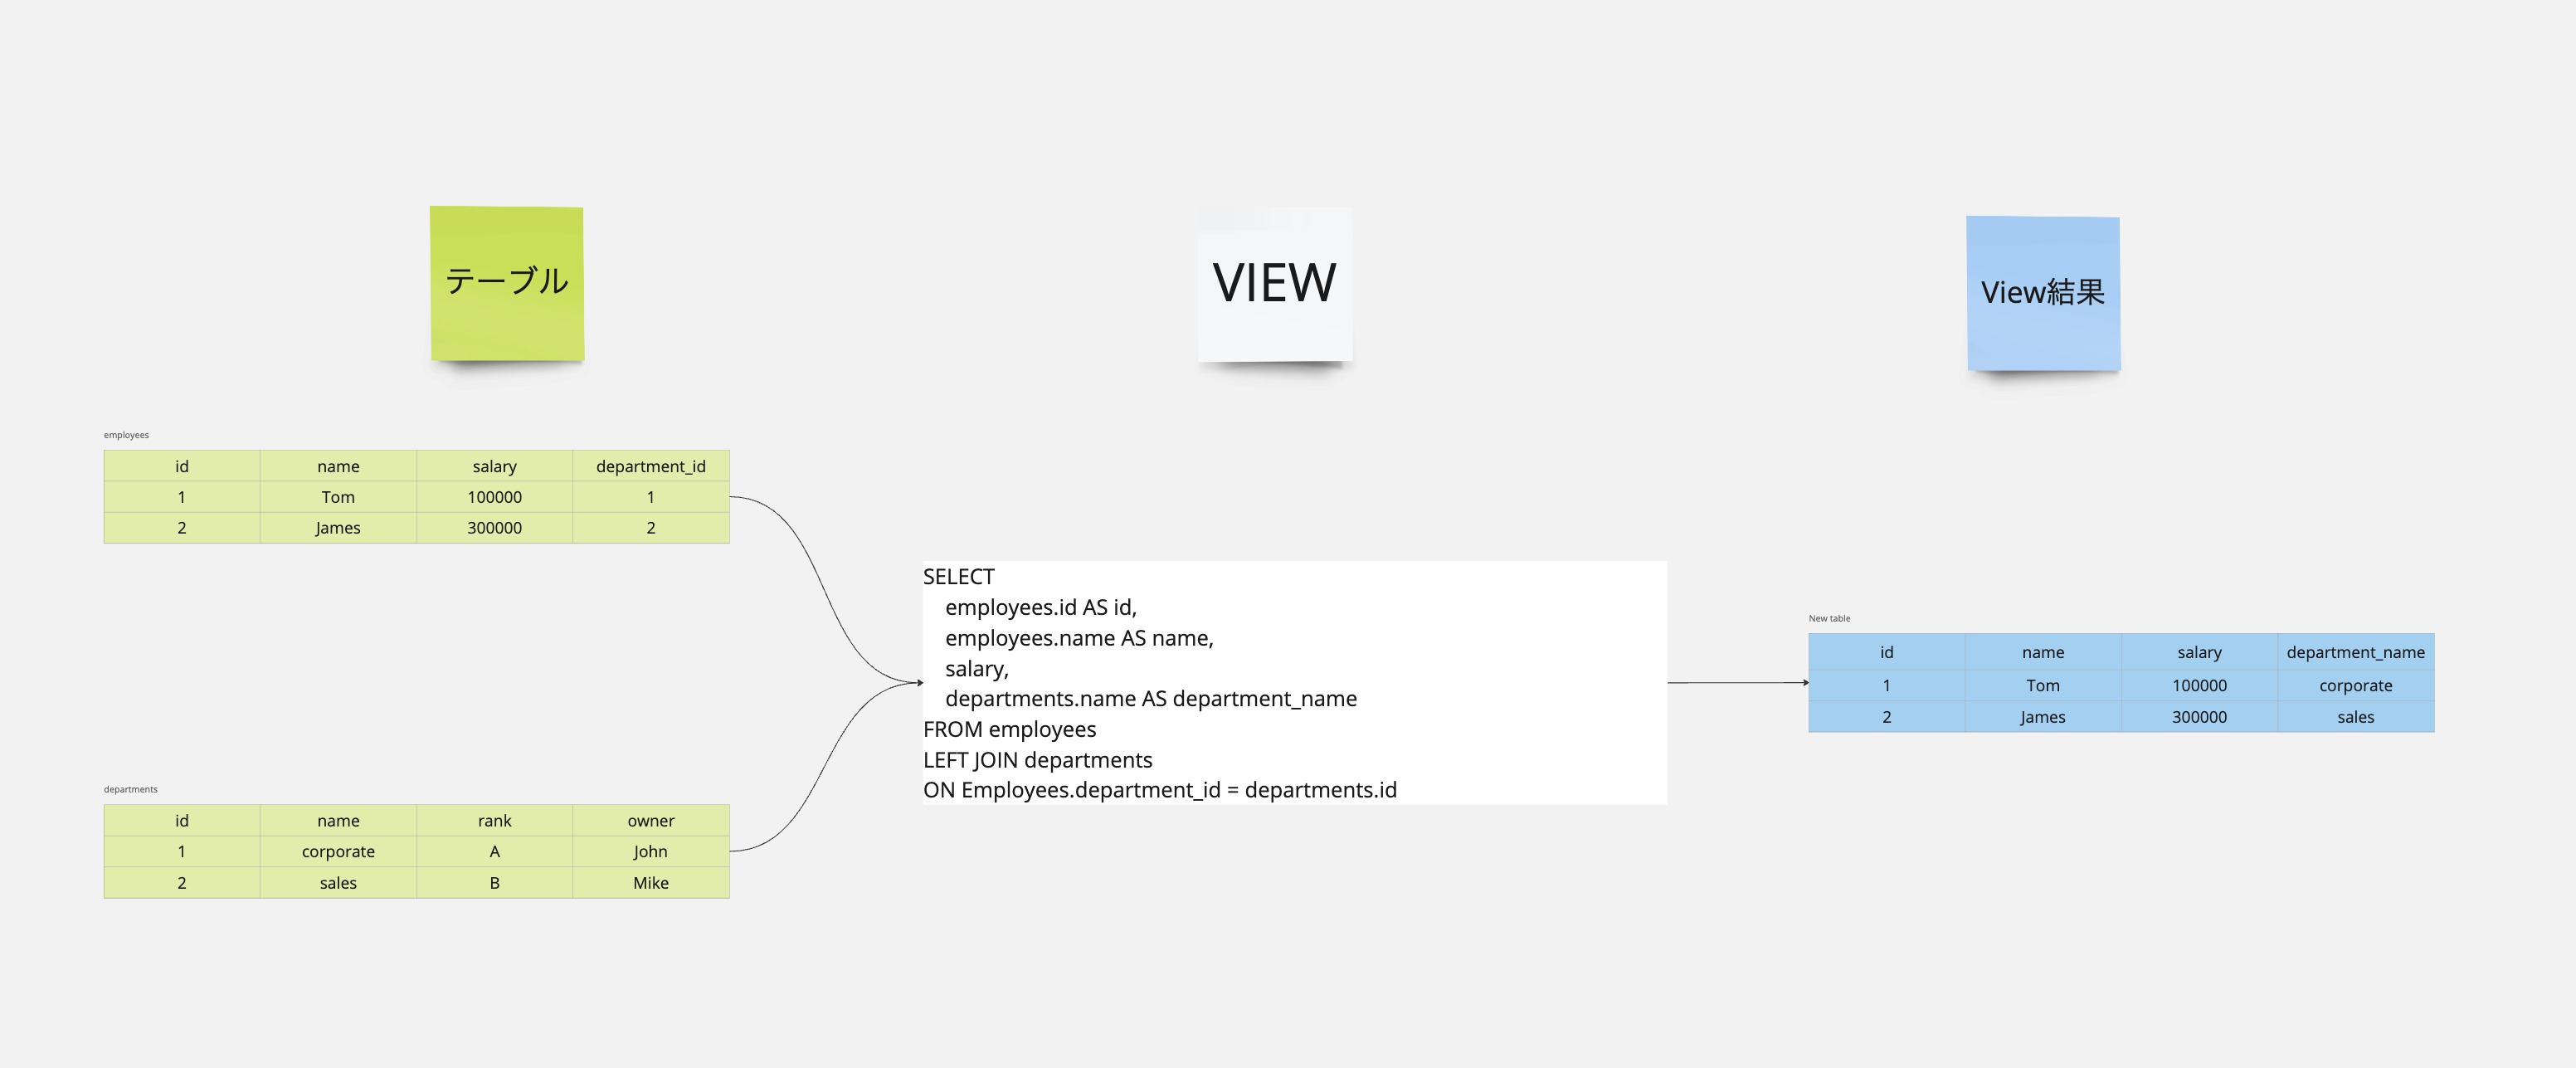 テーブル
VIEW
View結果
employees
id name salary department_id
1 Tom 100000 1
2 James 300000 2
departments
id name rank owner
1 corporate A John
2 sales B Mike
SELECT
employees.id AS id,
employees.name AS name,
salary,
departments.name AS department_name
FROM employees
LEFT JOIN departments
ON Employees.department_id = departments.id
New table
id name salary department_name
1 Tom 100000 corporate
2 James 300000 sales